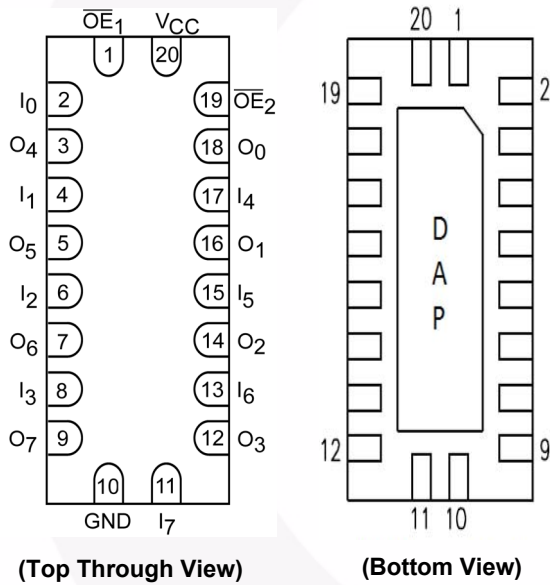 OE1 VCC
1 20
I0 2 19 OE2
O4 3 18 O0
I1 4 17 I4
O5 5 16 O1
I2 6 15 I5
O6 7 14 O2
I3 8 13 I6
O7 9 12 O3
10 11
GND I7
(Top Through View)
20 1
19 2
D
A
P
12 9
11 10
(Bottom View)